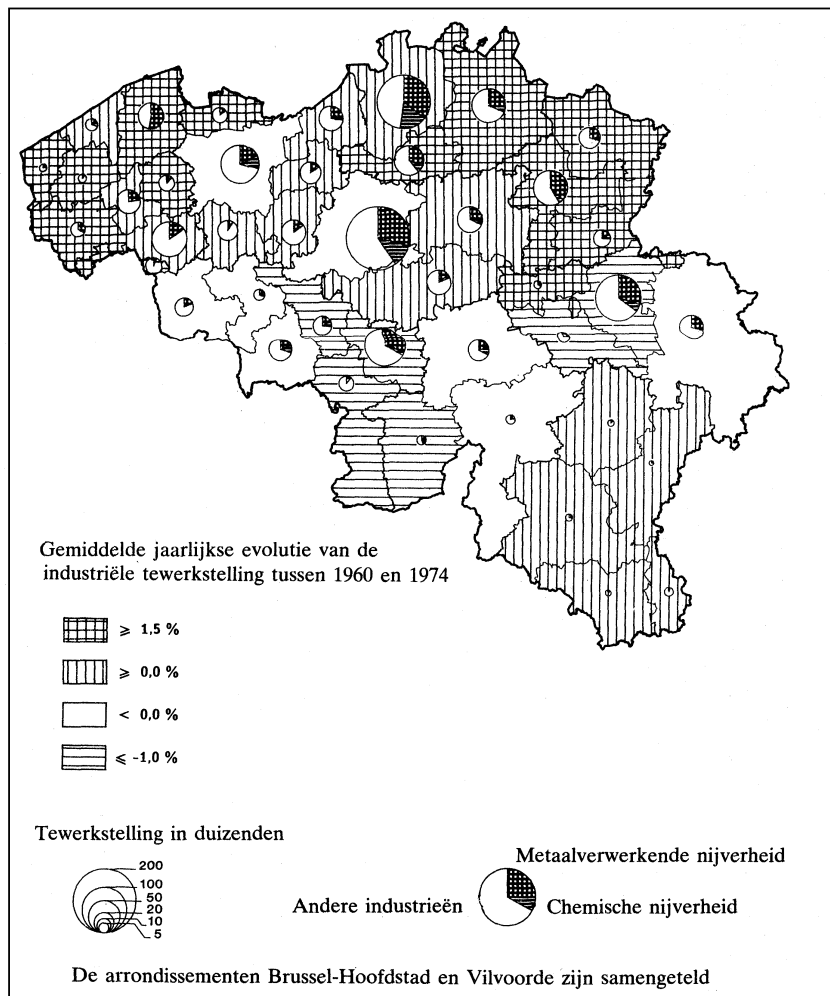 Gemiddelde jaarlijkse evolutie van de
industriële tewerkstelling tussen 1960 en 1974
⩾ 1,5 %
⩾ 0,0 %
< 0,0 %
⩽ -1,0 %
Tewerkstelling in duizenden
200
100
50
20
10
5
Metaalverwerkende nijverheid
Andere industrieën
Chemische nijverheid
De arrondissementen Brussel-Hoofdstad en Vilvoorde zijn samengeteld